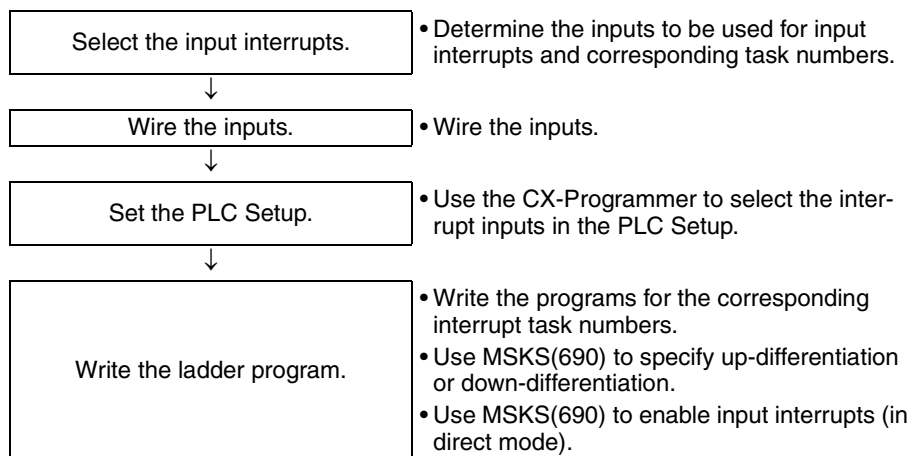 Select the input interrupts.
• Determine the inputs to be used for input
interrupts and corresponding task numbers.
↓
Wire the inputs.
• Wire the inputs.
↓
Set the PLC Setup.
• Use the CX-Programmer to select the inter-
rupt inputs in the PLC Setup.
↓
Write the ladder program.
• Write the programs for the corresponding
interrupt task numbers.
• Use MSKS(690) to specify up-differentiation
or down-differentiation.
• Use MSKS(690) to enable input interrupts (in
direct mode).